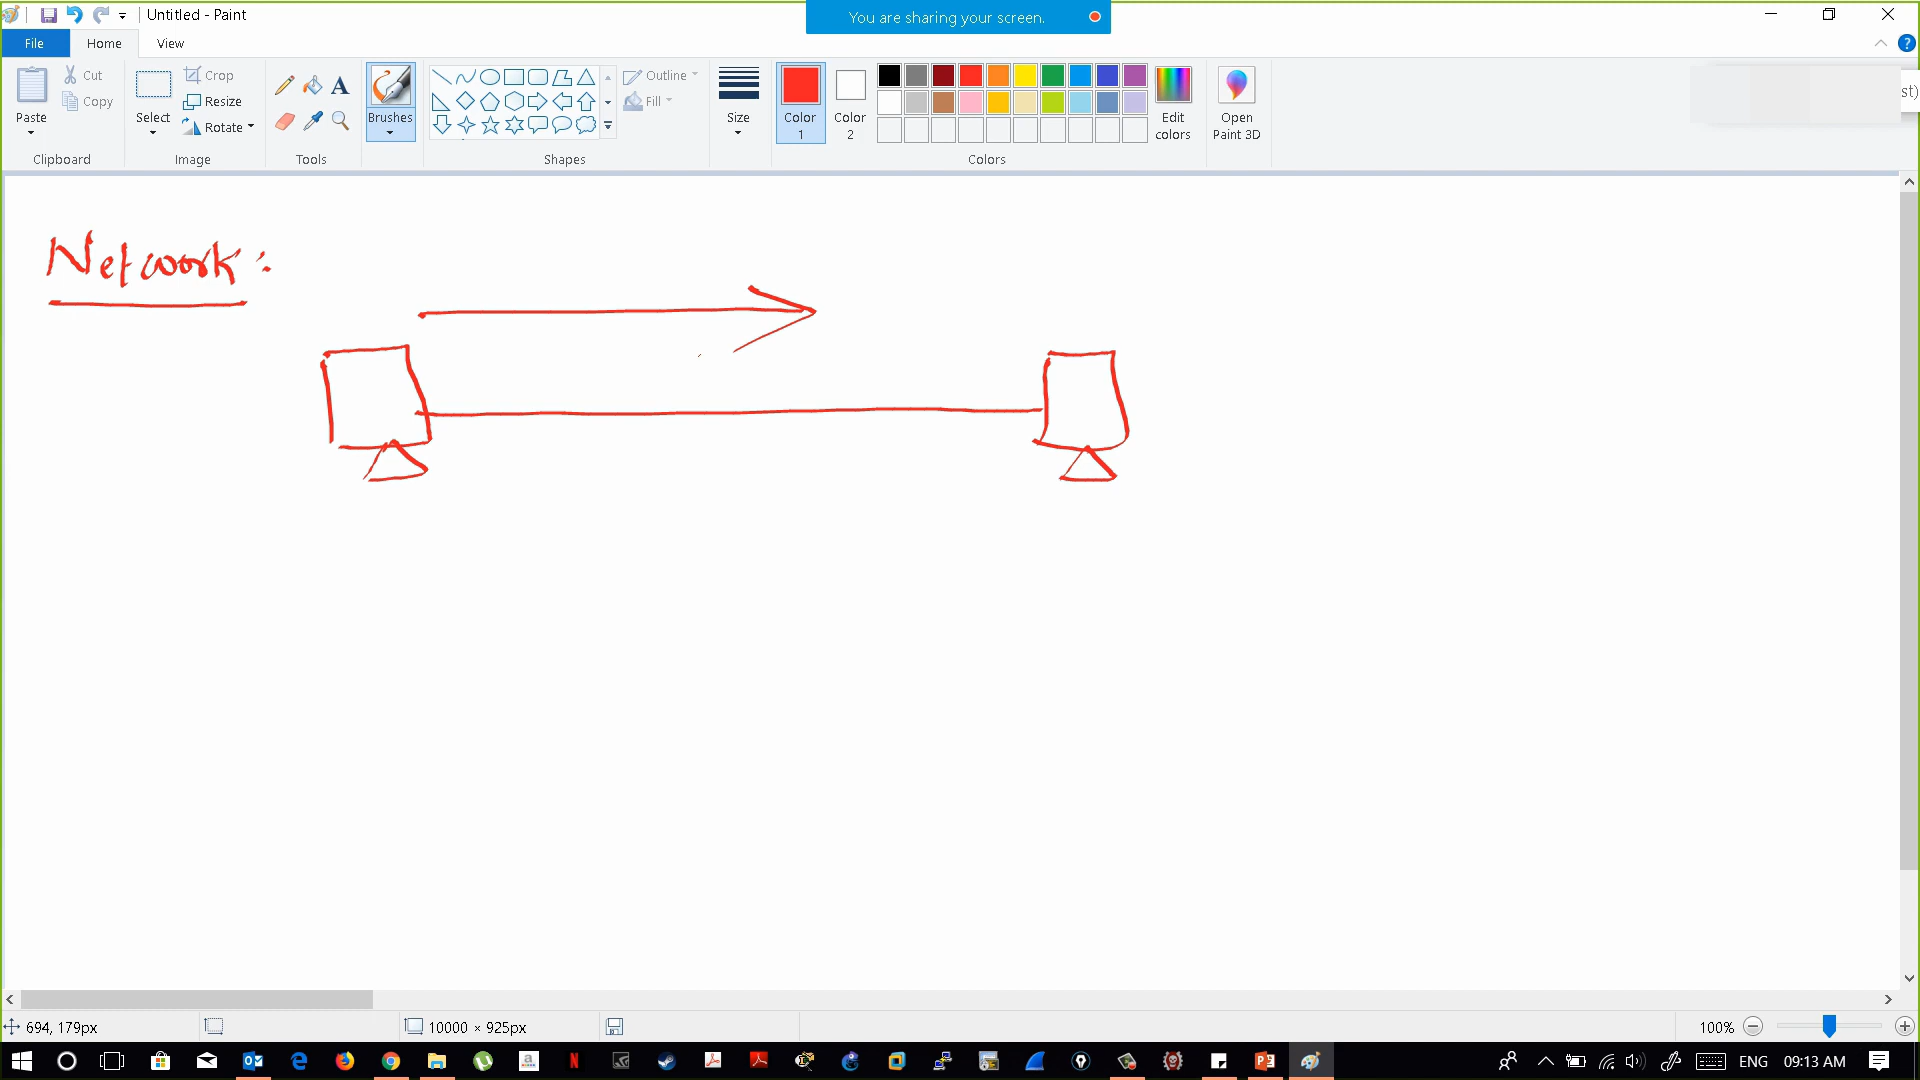 Untitled - Paint
You are sharing your screen.
File Home View
Cut
Copy
Paste
Clipboard
Crop
Resize
Rotate
Select
Image
Tools
Brushes
Outline
Fill
Shapes
Size
Color 1
Color 2
Edit colors
Colors
Open Paint 3D
st)
Network:
694, 179px
10000 × 925px
100%
ENG
09:13 AM